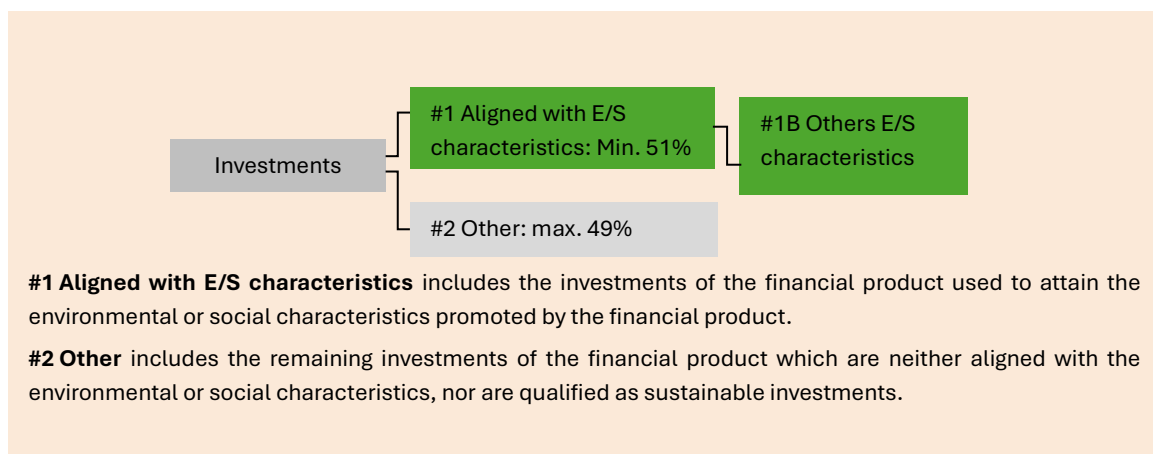 #1 Aligned with E/S
characteristics: Min. 51%
#1B Others E/S
characteristics
Investments
#2 Other: max. 49%
#1 Aligned with E/S characteristics includes the investments of the financial product used to attain the
environmental or social characteristics promoted by the financial product.
#2 Other includes the remaining investments of the financial product which are neither aligned with the
environmental or social characteristics, nor are qualified as sustainable investments.